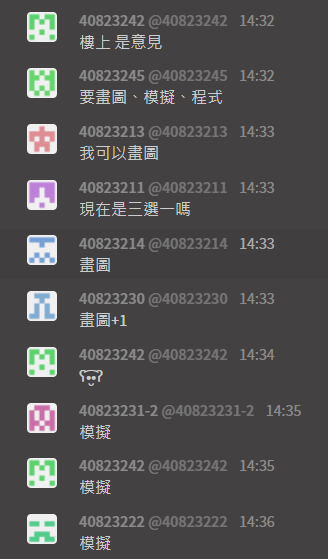 40823242 @40823242 14:32
樓上 是意見
40823245 @40823245 14:32
要畫圖、模擬、程式
40823213 @40823213 14:33
我可以畫圖
40823211 @40823211 14:33
現在是三選一嗎
40823214 @40823214 14:33
畫圖
40823230 @40823230 14:33
畫圖+1
40823242 @40823242 14:34
40823231-2 @40823231-2 14:35
模擬
40823242 @40823242 14:35
模擬
40823222 @40823222 14:36
模擬